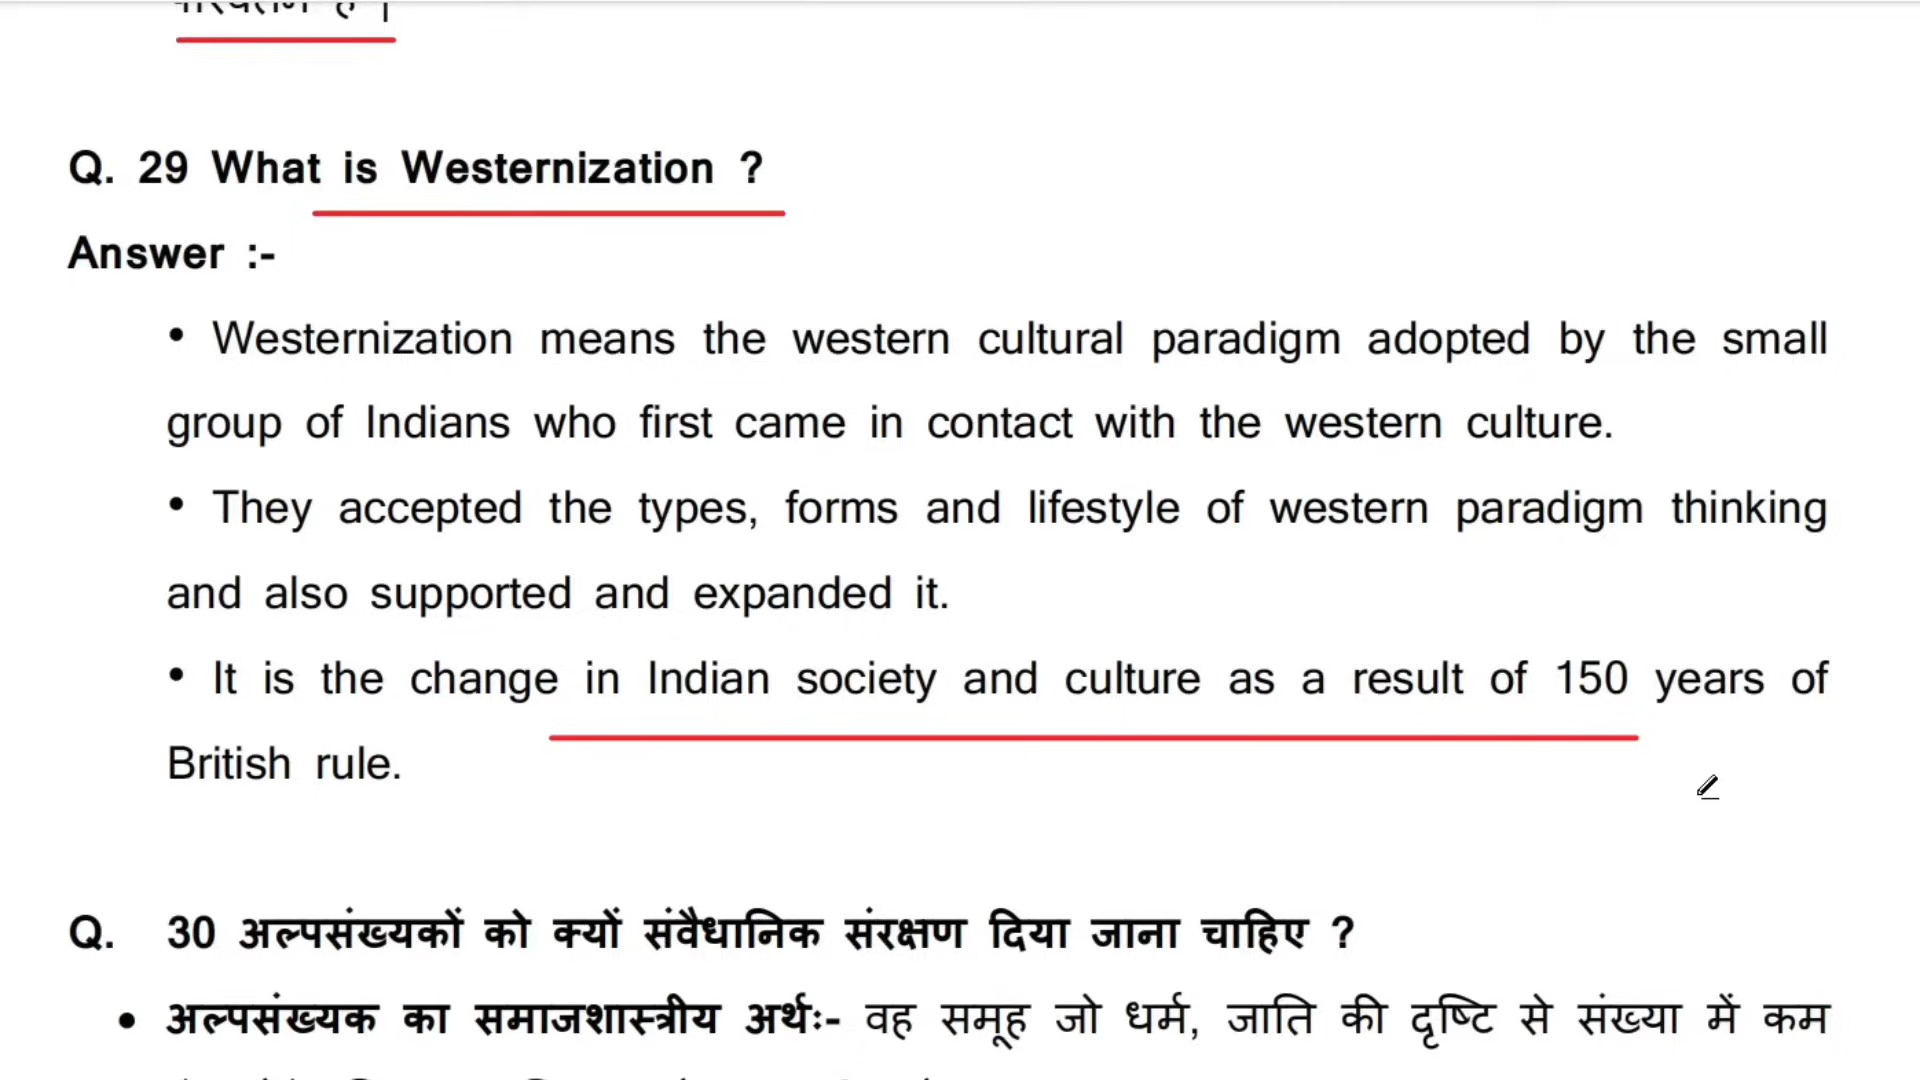 Q. 29 What is Westernization ?
Answer :-
• Westernization means the western cultural paradigm adopted by the small
group of Indians who first came in contact with the western culture.
• They accepted the types, forms and lifestyle of western paradigm thinking
and also supported and expanded it.
• It is the change in Indian society and culture as a result of 150 years of
British rule.
Q. 30 अल्पसंख्यकों को क्यों संवैधानिक संरक्षण दिया जाना चाहिए ?
• अल्पसंख्यक का समाजशास्त्रीय अर्थः- वह समूह जो धर्म, जाति की दृष्टि से संख्या में कम